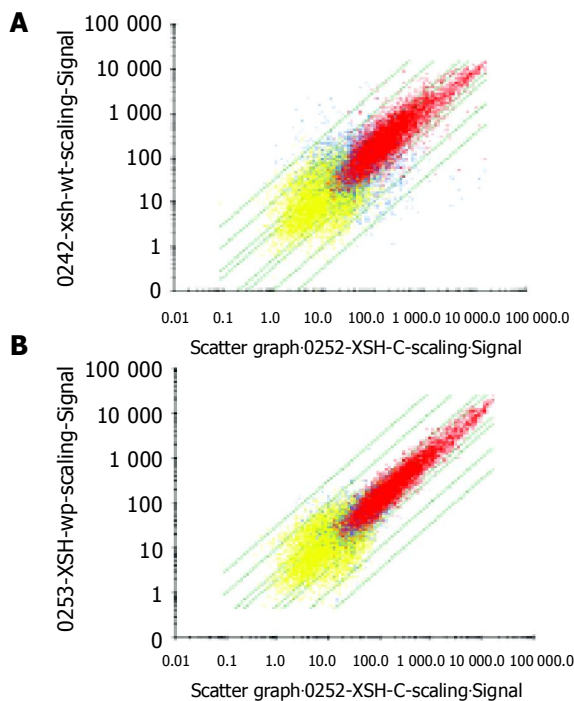 A
100 000
10 000
1 000
100
10
1
0
0242-xsh-wt-scaling-Signal
0.01 0.1 1.0 10.0 100.0 1 000.0 10 000.0 100 000.0
Scatter graph·0252-XSH-C-scaling·Signal
B
100 000
10 000
1 000
100
10
1
0
0253-XSH-wp-scaling-Signal
0.01 0.1 1.0 10.0 100.0 1 000.0 10 000.0 100 000.0
Scatter graph·0252-XSH-C-scaling·Signal